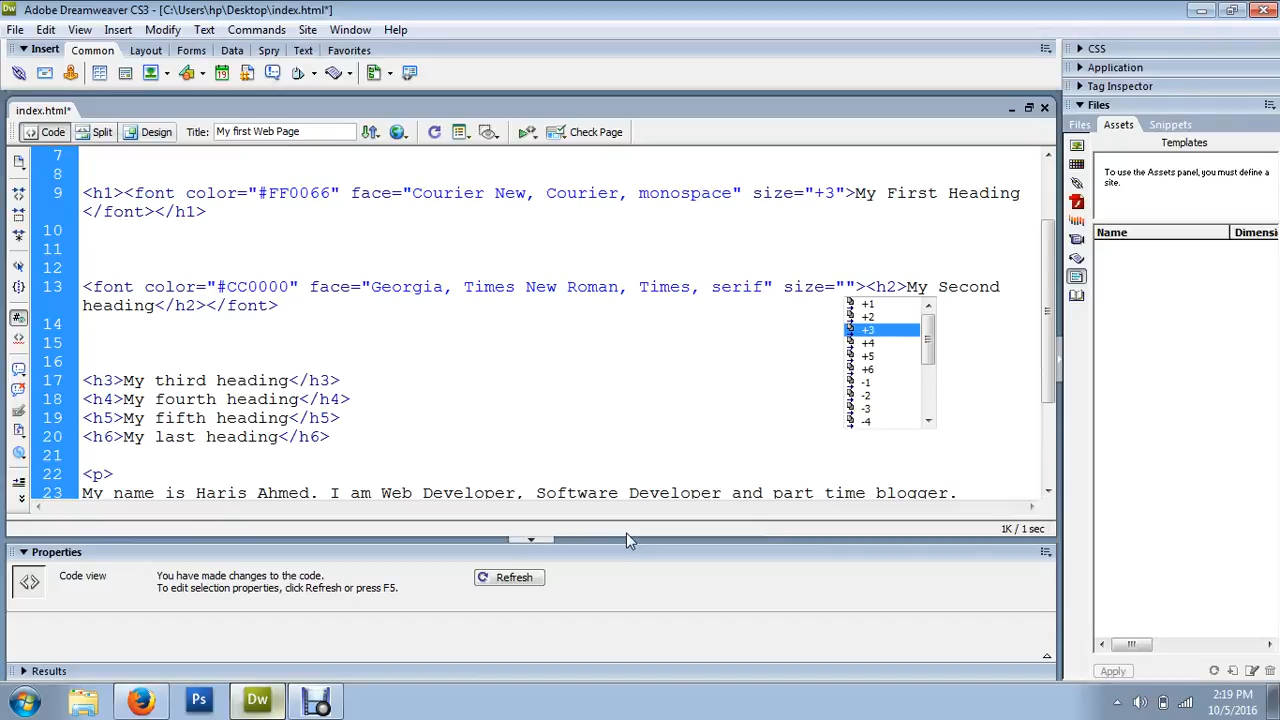 Adobe Dreamweaver CS3 - [C:\Users\hp\Desktop\index.html*]
File Edit View Insert Modify Text Commands Site Window Help
Insert Common Layout Forms Data Spry Text Favorites
index.html*
Code Split Design Title: My first Web Page Check Page
7
8
9 <h1><font color="#FF0066" face="Courier New, Courier, monospace" size="+3">My First Heading
</font></h1>
10
11
12
13 <font color="#CC0000" face="Georgia, Times New Roman, Times, serif" size=""><h2>My Second
heading</h2></font>
+1
+2
+3
+4
+5
+6
-1
-2
-3
-4
14
15
16
17 <h3>My third heading</h3>
18 <h4>My fourth heading</h4>
19 <h5>My fifth heading</h5>
20 <h6>My last heading</h6>
21
22 <p>
23 My name is Haris Ahmed. I am Web Developer, Software Developer and part time blogger.
1K / 1 sec
Properties
Code view You have made changes to the code.
To edit selection properties, click Refresh or press F5.
Refresh
Results
CSS
Application
Tag Inspector
Files
Files Assets Snippets
Templates
To use the Assets panel, you must define a
site.
Name Dimensi
Apply
Ps Dw
2:19 PM
10/5/2016